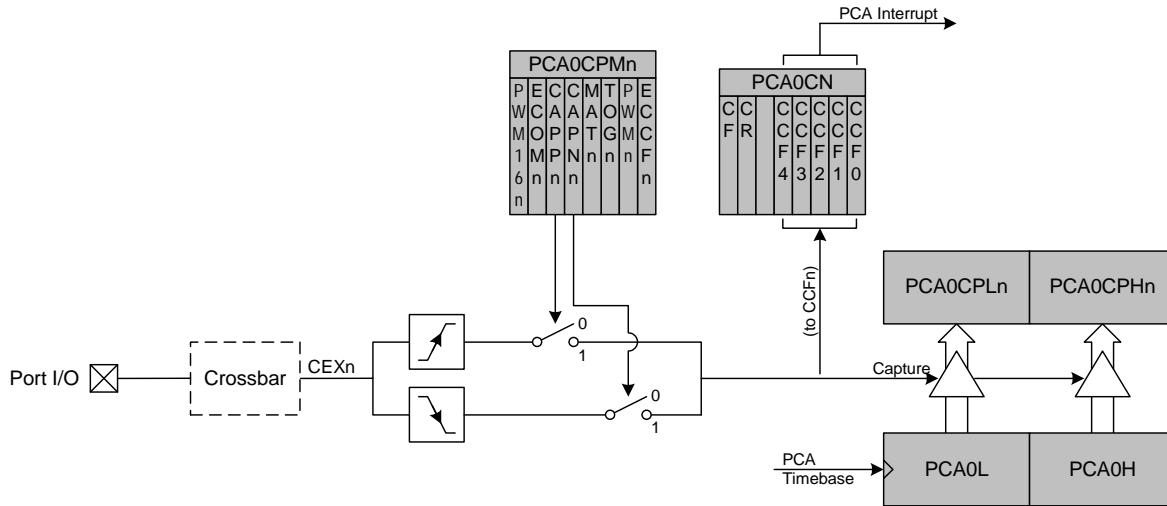 PCA Interrupt
PCA0CPMn
PWM16n
ECOMn
CAPPn
CAPNn
MATn
TOGn
PWMn
ECCFn
PCA0CN
CF
CR
CCF4
CCF3
CCF2
CCF1
CCF0
(to CCFn)
PCA0CPLn
PCA0CPHn
0
1
Port I/O
Crossbar
CEXn
Capture
0
1
PCA
Timebase
PCA0L
PCA0H